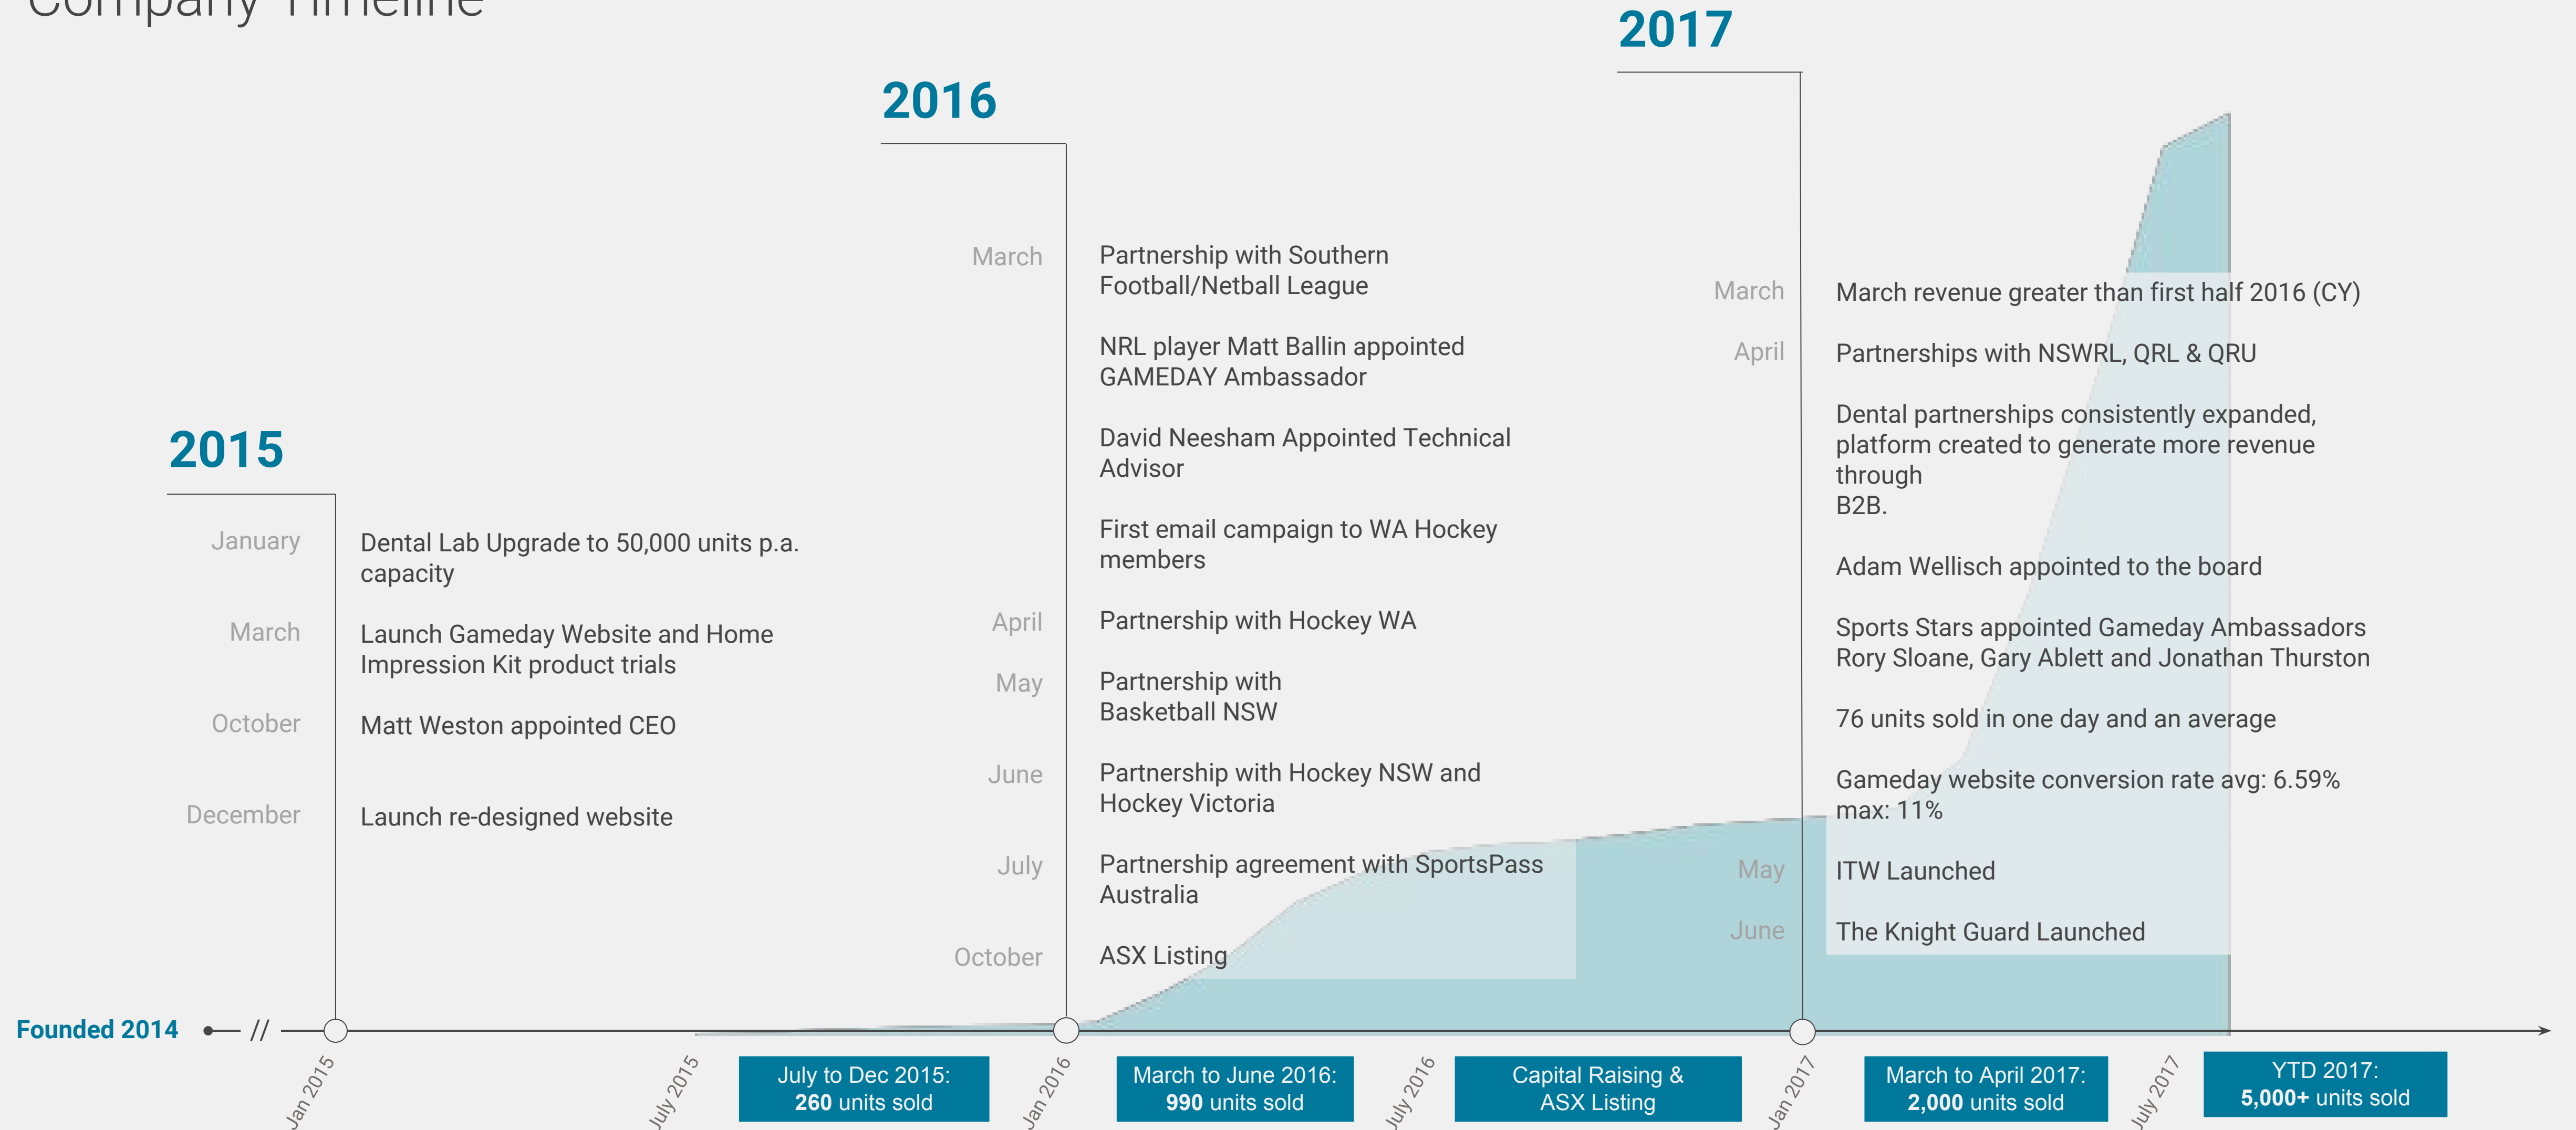 Company Timeline
2015
January
Dental Lab Upgrade to 50,000 units p.a.
capacity
March
Launch Gameday Website and Home
Impression Kit product trials
October
Matt Weston appointed CEO
December
Launch re-designed website
2016
March
Partnership with Southern
Football/Netball League
NRL player Matt Ballin appointed
GAMEDAY Ambassador
David Neesham Appointed Technical
Advisor
First email campaign to WA Hockey
members
April
Partnership with Hockey WA
May
Partnership with
Basketball NSW
June
Partnership with Hockey NSW and
Hockey Victoria
July
Partnership agreement with SportsPass
Australia
October
ASX Listing
2017
March
March revenue greater than first half 2016 (CY)
April
Partnerships with NSWRL, QRL & QRU
Dental partnerships consistently expanded,
platform created to generate more revenue
through
B2B.
Adam Wellisch appointed to the board
Sports Stars appointed Gameday Ambassadors
Rory Sloane, Gary Ablett and Jonathan Thurston
76 units sold in one day and an average
Gameday website conversion rate avg: 6.59%
max: 11%
May
ITW Launched
June
The Knight Guard Launched
Founded 2014
//
Jan 2015
July 2015
July to Dec 2015:
260 units sold
Jan 2016
March to June 2016:
990 units sold
July 2016
Capital Raising &
ASX Listing
Jan 2017
March to April 2017:
2,000 units sold
July 2017
YTD 2017:
5,000+ units sold